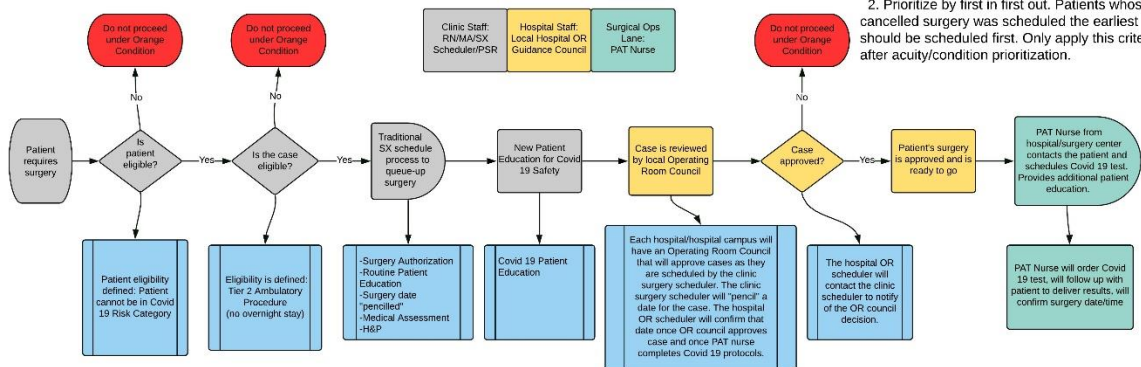 2. Prioritize by first in first out. Patients whos
cancelled surgery was scheduled the earliest
should be scheduled first. Only apply this crite
after acuity/condition prioritization.
Do not proceed
under Orange
Condition
Do not proceed
under Orange
Condition
Clinic Staff:
RN/MA/SX
Scheduler/PSR
Hospital Staff:
Local Hospital OR
Guidance Council
Surgical Ops
Lane:
PAT Nurse
Do not proceed
under Orange
Condition
No
No
No
Patient
requires
surgery
Is
patient
eligible?
Yes
Is the case
eligible?
Yes
Traditional
SX schedule
process to
queue-up
surgery
New Patient
Education for Covid
19 Safety
Case is reviewed
by local Operating
Room Council
Case
approved?
Yes
Patient's surgery
is approved and is
ready to go
PAT Nurse from
hospital/surgery center
contacts the patient and
schedules Covid 19 test.
Provides additional patient
education.
Patient eligibility
defined: Patient
cannot be in Covid
19 Risk Category
Eligibility is defined:
Tier 2 Ambulatory
Procedure
(no overnight stay)
-Surgery Authorization
-Routine Patient
Education
-Surgery date
"pencilled"
-Medical Assessment
-H&P
Covid 19 Patient
Education
Each hospital/hospital campus will
have an Operating Room Council
that will approve cases as they
are scheduled by the clinic
surgery scheduler. The clinic
surgery scheduler will "pencil" a
date for the case. The hospital
OR scheduler will confirm that
date once OR council approves
case and once PAT nurse
completes Covid 19 protocols.
The hospital OR
scheduler will
contact the clinic
scheduler to notify
of the OR council
decision.
PAT Nurse will order Covid
19 test, will follow up with
patient to deliver results, will
confirm surgery date/time